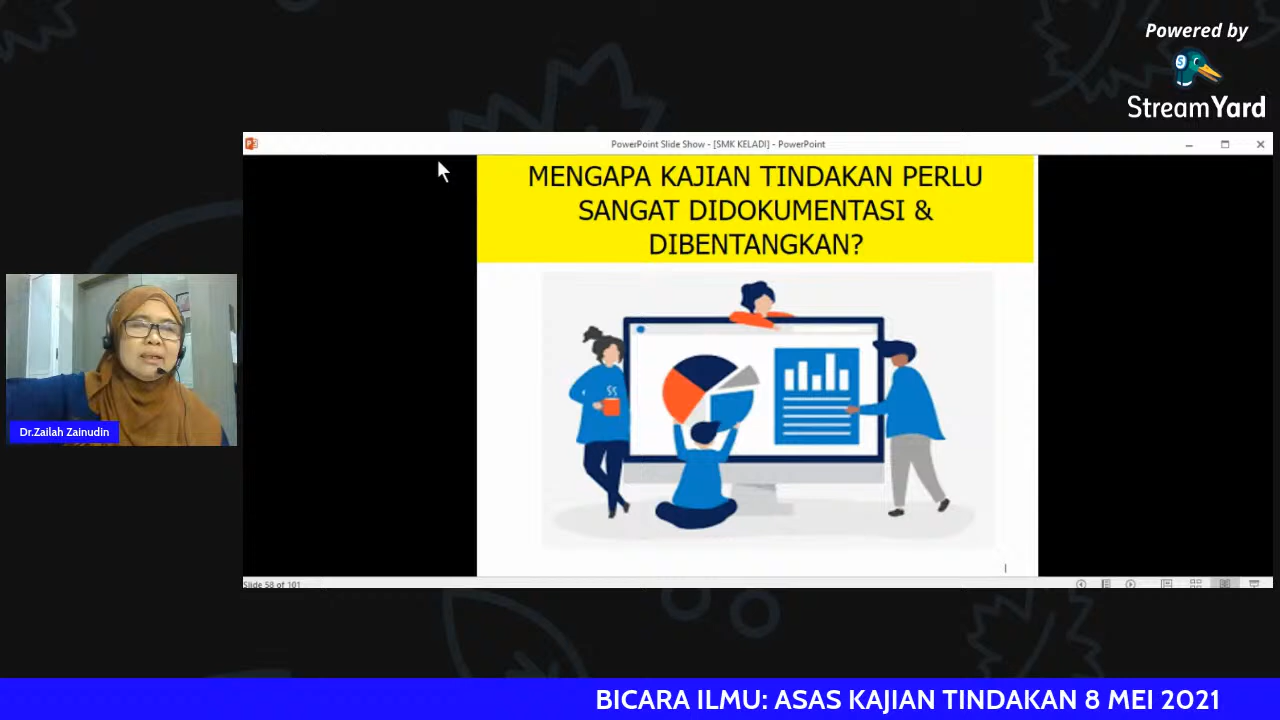 Powered by
StreamYard
PowerPoint Slide Show - [SMK KELADI] - PowerPoint
MENGAPA KAJIAN TINDAKAN PERLU
SANGAT DIDOKUMENTASI &
DIBENTANGKAN?
Dr.Zailah Zainudin
Slide 58 of 101
BICARA ILMU: ASAS KAJIAN TINDAKAN 8 MEI 2021